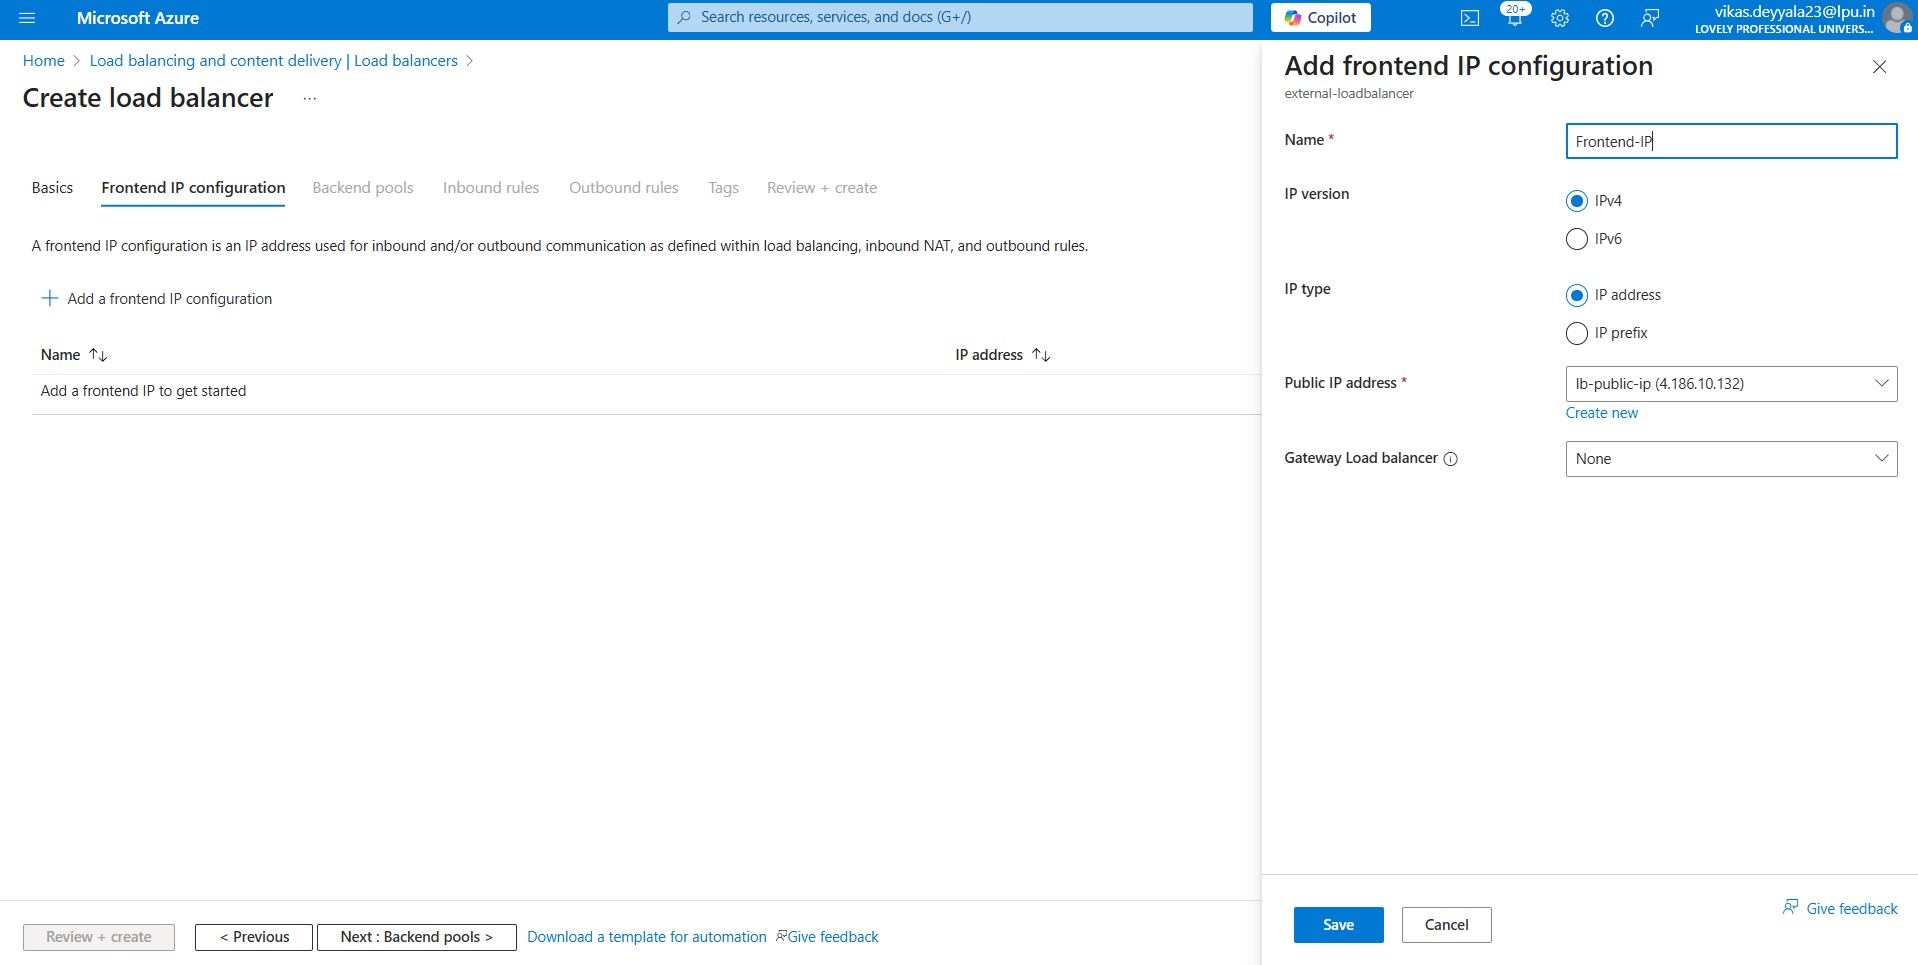 Microsoft Azure
Search resources, services, and docs (G+/)
Copilot
20+
vikas.deyyala23@lpu.in
LOVELY PROFESSIONAL UNIVERS...
Home > Load balancing and content delivery | Load balancers >
Create load balancer ...
Basics Frontend IP configuration Backend pools Inbound rules Outbound rules Tags Review + create
A frontend IP configuration is an IP address used for inbound and/or outbound communication as defined within load balancing, inbound NAT, and outbound rules.
+ Add a frontend IP configuration
Name ↑↓ IP address ↑↓
Add a frontend IP to get started
Review + create < Previous Next : Backend pools > Download a template for automation Give feedback
Add frontend IP configuration
external-loadbalancer
Name * Frontend-IP
IP version IPv4
IPv6
IP type IP address
IP prefix
Public IP address * lb-public-ip (4.186.10.132)
Create new
Gateway Load balancer None
Give feedback
Save Cancel